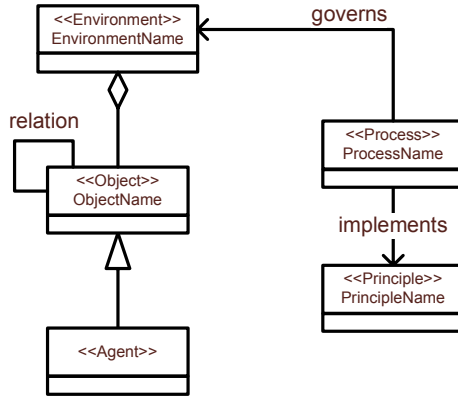 <<Environment>>
EnvironmentName
governs
relation
<<Process>>
ProcessName
<<Object>>
ObjectName
implements
<<Principle>>
PrincipleName
<<Agent>>